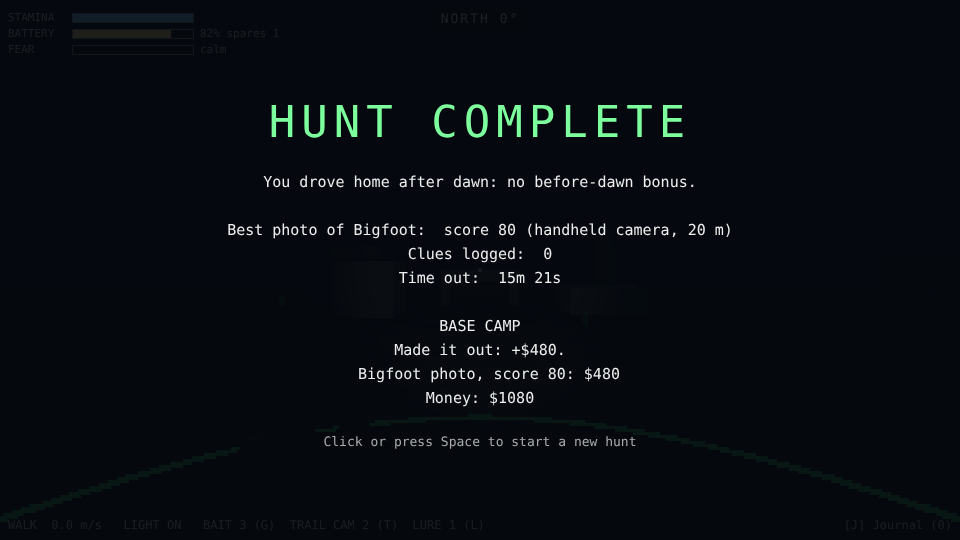 STAMINA
NORTH 0°
BATTERY 82% spares 1
FEAR calm
HUNT COMPLETE
You drove home after dawn: no before-dawn bonus.
Best photo of Bigfoot: score 80 (handheld camera, 20 m)
Clues logged: 0
Time out: 15m 21s
BASE CAMP
Made it out: +$480.
Bigfoot photo, score 80: $480
Money: $1080
Click or press Space to start a new hunt
WALK 0.0 m/s LIGHT ON BAIT 3 (G) TRAIL CAM 2 (T) LURE 1 (L) [J] Journal (0)